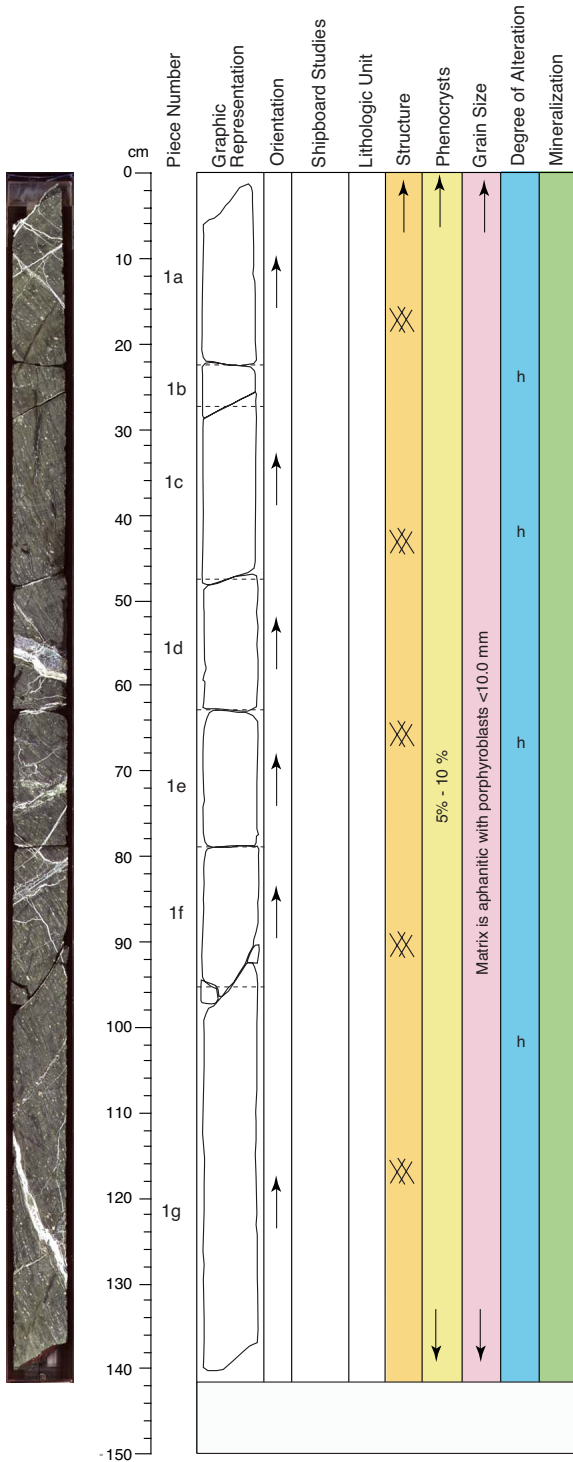 cm
Piece Number
Graphic
Representation
Orientation
Shipboard Studies
Lithologic Unit
Structure
Phenocrysts
Grain Size
Degree of Alteration
Mineralization
0
10
20
30
40
50
60
70
80
90
100
110
120
130
140
150
1a
1b
1c
1d
1e
1f
1g
5% - 10 %
Matrix is aphanitic with porphyroblasts <10.0 mm
h
h
h
h